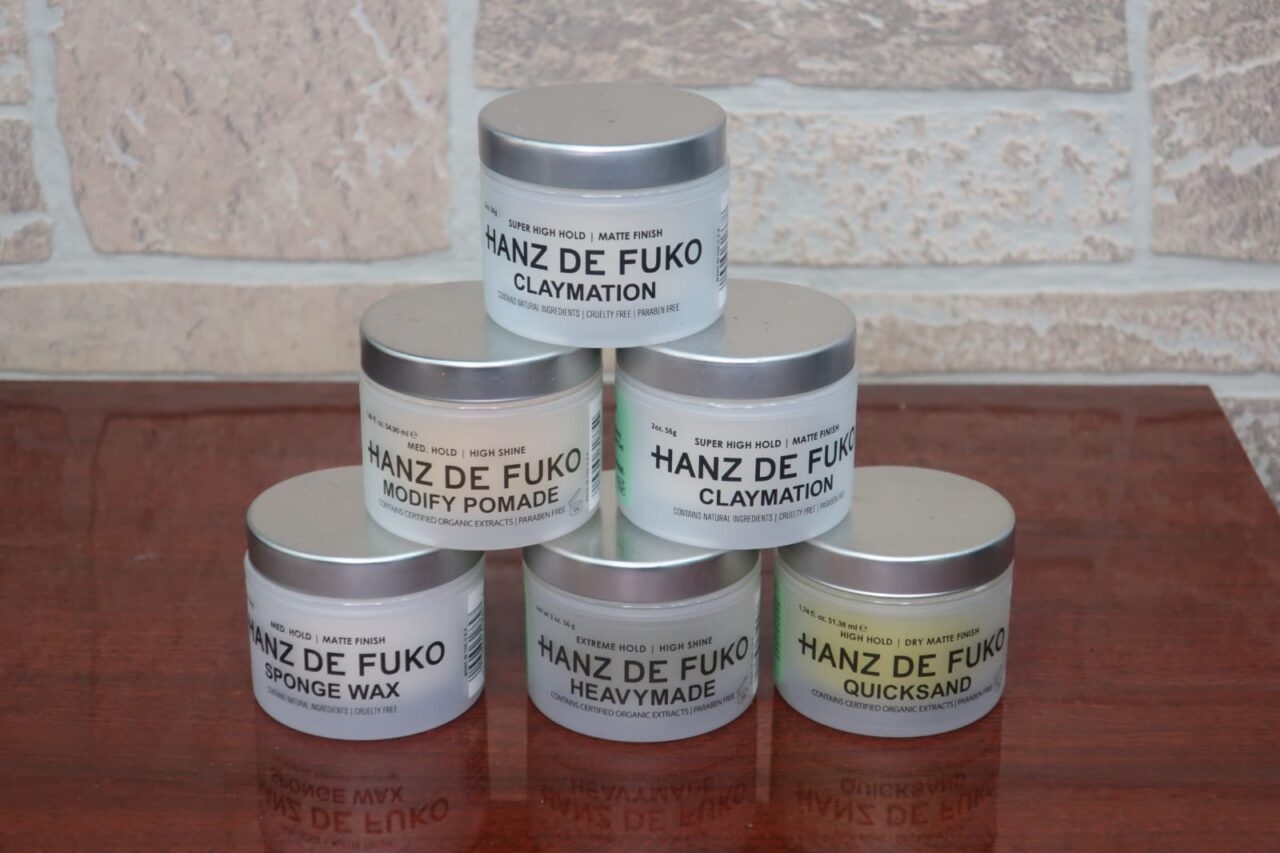 2oz. 56g
SUPER HIGH HOLD | MATTE FINISH
HANZ DE FUKO
CLAYMATION
CONTAINS NATURAL INGREDIENTS | CRUELTY FREE | PARABEN FREE
fl. oz. 54.90 ml ℮
MED. HOLD | HIGH SHINE
HANZ DE FUKO
MODIFY POMADE
CONTAINS CERTIFIED ORGANIC EXTRACTS | PARABEN FREE
2oz. 56g
SUPER HIGH HOLD | MATTE FINISH
HANZ DE FUKO
CLAYMATION
CONTAINS NATURAL INGREDIENTS | CRUELTY FREE | PARABEN FREE
MED. HOLD | MATTE FINISH
HANZ DE FUKO
SPONGE WAX
CONTAINS NATURAL INGREDIENTS | CRUELTY FREE
net wt 2 oz, 56 g
EXTREME HOLD | HIGH SHINE
HANZ DE FUKO
HEAVYMADE
CONTAINS CERTIFIED ORGANIC EXTRACTS | PARABEN FREE
1.74 fl. oz. 51.38 ml ℮
HIGH HOLD | DRY MATTE FINISH
HANZ DE FUKO
QUICKSAND
CONTAINS CERTIFIED ORGANIC EXTRACTS | PARABEN FREE